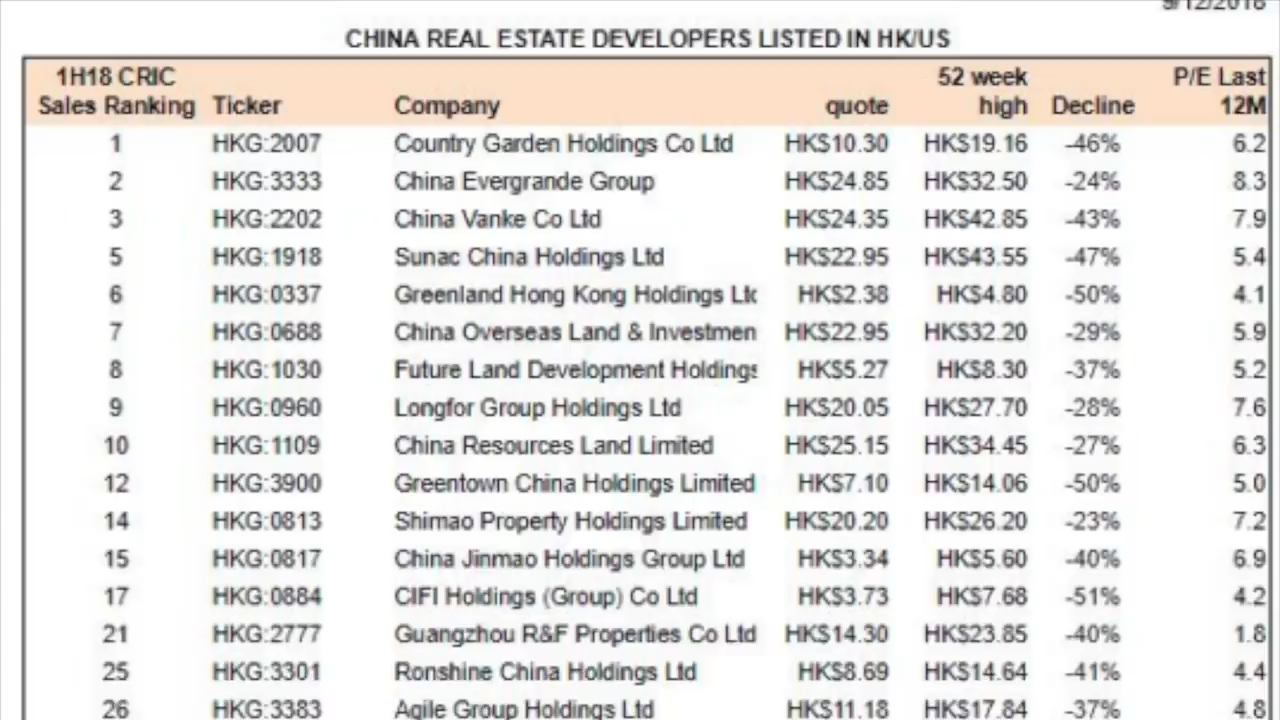 9/12/2018
CHINA REAL ESTATE DEVELOPERS LISTED IN HK/US
1H18 CRIC 52 week P/E Last
Sales Ranking Ticker Company quote high Decline 12M
1 HKG:2007 Country Garden Holdings Co Ltd HK$10.30 HK$19.16 -46% 6.2
2 HKG:3333 China Evergrande Group HK$24.85 HK$32.50 -24% 8.3
3 HKG:2202 China Vanke Co Ltd HK$24.35 HK$42.85 -43% 7.9
5 HKG:1918 Sunac China Holdings Ltd HK$22.95 HK$43.55 -47% 5.4
6 HKG:0337 Greenland Hong Kong Holdings Ltd HK$2.38 HK$4.80 -50% 4.1
7 HKG:0688 China Overseas Land & Investmen HK$22.95 HK$32.20 -29% 5.9
8 HKG:1030 Future Land Development Holdings HK$5.27 HK$8.30 -37% 5.2
9 HKG:0960 Longfor Group Holdings Ltd HK$20.05 HK$27.70 -28% 7.6
10 HKG:1109 China Resources Land Limited HK$25.15 HK$34.45 -27% 6.3
12 HKG:3900 Greentown China Holdings Limited HK$7.10 HK$14.06 -50% 5.0
14 HKG:0813 Shimao Property Holdings Limited HK$20.20 HK$26.20 -23% 7.2
15 HKG:0817 China Jinmao Holdings Group Ltd HK$3.34 HK$5.60 -40% 6.9
17 HKG:0884 CIFI Holdings (Group) Co Ltd HK$3.73 HK$7.68 -51% 4.2
21 HKG:2777 Guangzhou R&F Properties Co Ltd HK$14.30 HK$23.85 -40% 1.8
25 HKG:3301 Ronshine China Holdings Ltd HK$8.69 HK$14.64 -41% 4.4
26 HKG:3383 Agile Group Holdings Ltd HK$11.18 HK$17.84 -37% 4.8